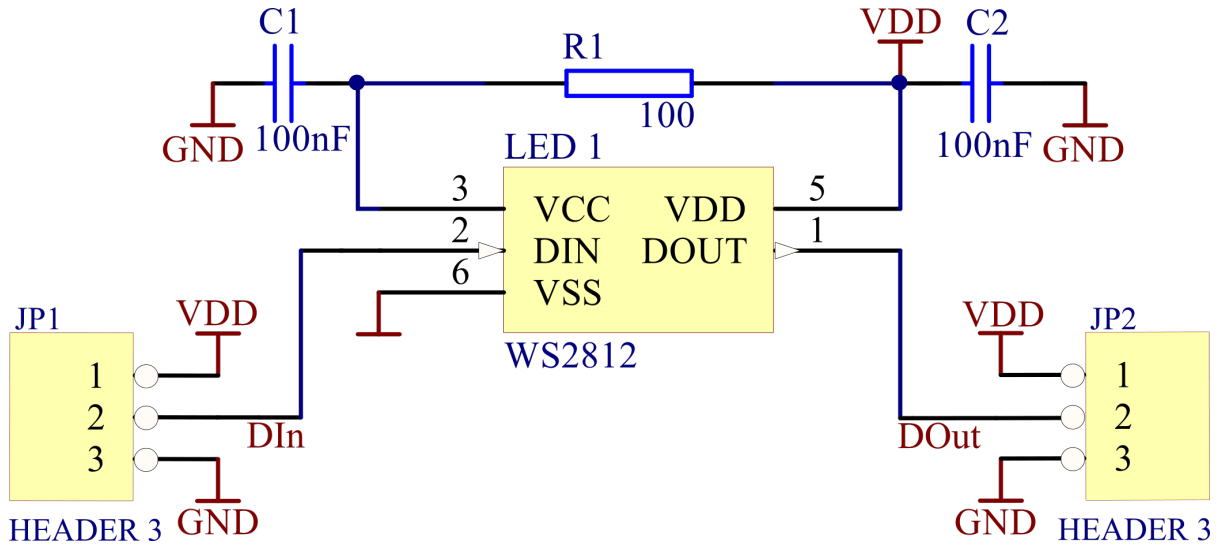 C1
R1
VDD
C2
GND
100nF
100
100nF
GND
LED 1
3
VCC
VDD
5
2
DIN
DOUT
1
6
VSS
WS2812
JP1
VDD
1
2
3
DIn
GND
HEADER 3
VDD
JP2
1
2
3
DOut
GND
HEADER 3